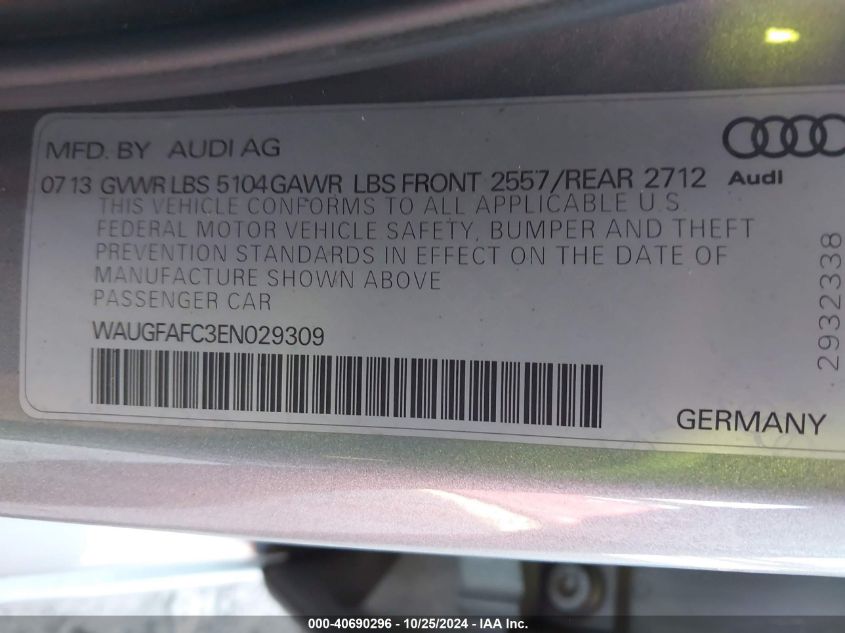 MFD. BY AUDI AG
07 13 GVWR LBS 5104 GAWR LBS FRONT 2557/REAR 2712
Audi
THIS VEHICLE CONFORMS TO ALL APPLICABLE U.S.
FEDERAL MOTOR VEHICLE SAFETY, BUMPER AND THEFT
PREVENTION STANDARDS IN EFFECT ON THE DATE OF
MANUFACTURE SHOWN ABOVE
PASSENGER CAR
WAUGFAFC3EN029309
GERMANY
.2932338
000-40690296 - 10/25/2024 - IAA Inc.